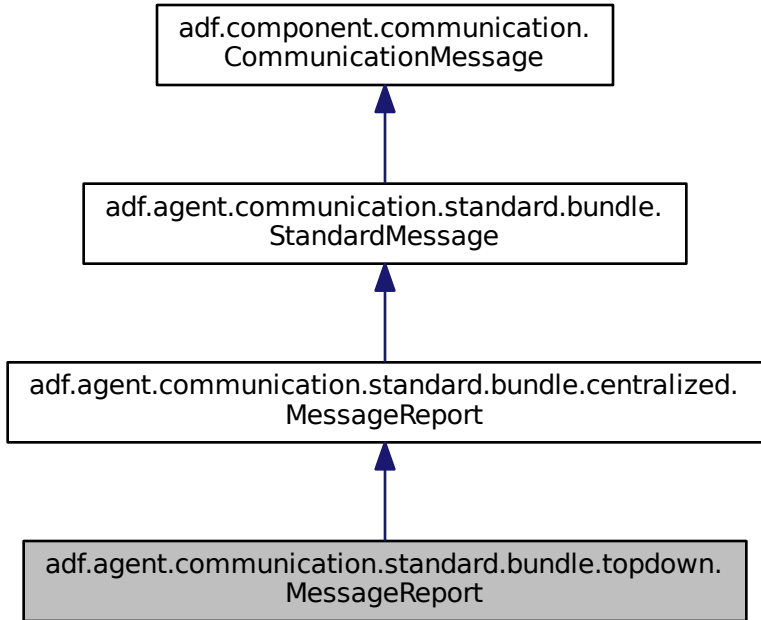 adf.component.communication.
CommunicationMessage
adf.agent.communication.standard.bundle.
StandardMessage
adf.agent.communication.standard.bundle.centralized.
MessageReport
adf.agent.communication.standard.bundle.topdown.
MessageReport